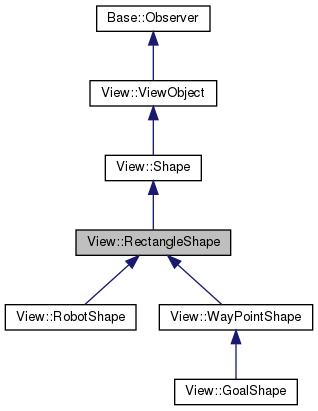 Base::Observer
View::ViewObject
View::Shape
View::RectangleShape
View::RobotShape
View::WayPointShape
View::GoalShape